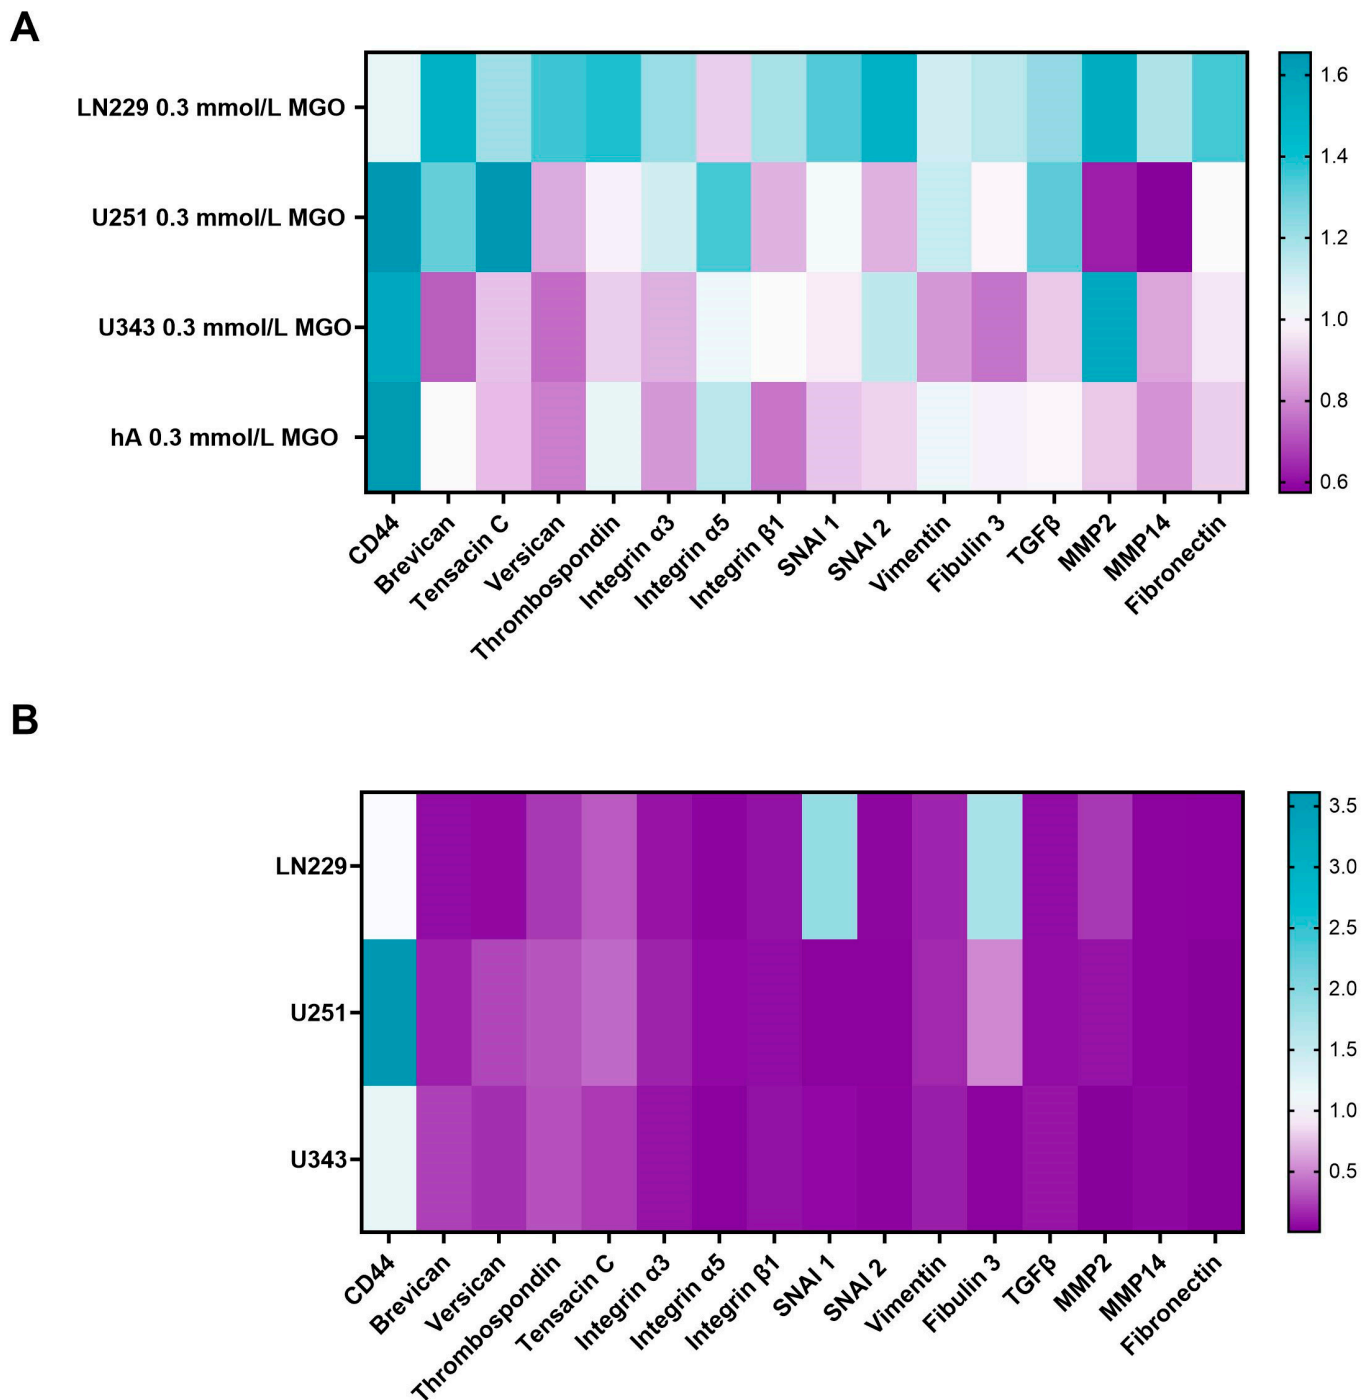 A
LN229 0.3 mmol/L MGO
U251 0.3 mmol/L MGO
U343 0.3 mmol/L MGO
hA 0.3 mmol/L MGO
1.6
1.4
1.2
1.0
0.8
0.6
CD44
Brevican
Tensacin C
Versican
Thrombospondin
Integrin α3
Integrin α5
Integrin β1
SNAI 1
SNAI 2
Vimentin
Fibulin 3
TGFβ
MMP2
MMP14
Fibronectin
B
LN229
U251
U343
3.5
3.0
2.5
2.0
1.5
1.0
0.5
CD44
Brevican
Versican
Thrombospondin
Tensacin C
Integrin α3
Integrin α5
Integrin β1
SNAI 1
SNAI 2
Vimentin
Fibulin 3
TGFβ
MMP2
MMP14
Fibronectin